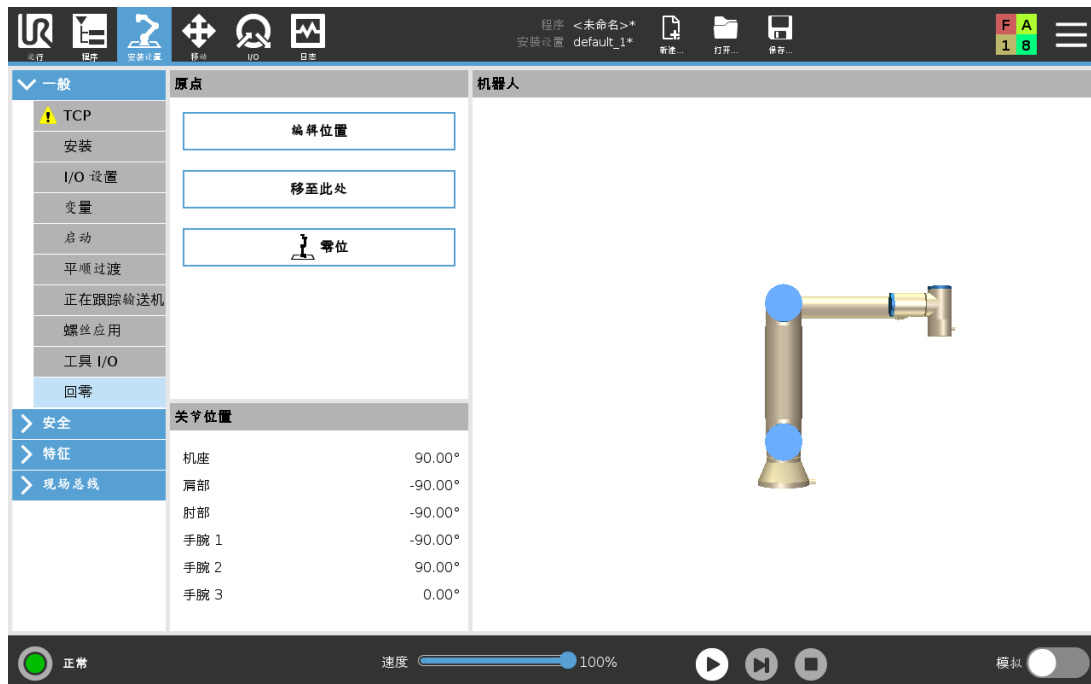 程序 <未命名>*
安装设置 default_1*
UR
运行
程序
安装设置
移动
I/O
日志
新建...
打开...
保存...
F A
1 8
一般
TCP
安装
I/O 设置
变量
启动
平顺过渡
正在跟踪输送机
螺丝应用
工具 I/O
回零
安全
特征
现场总线
原点
编辑位置
移至此处
零位
关节位置
机座 90.00°
肩部 -90.00°
肘部 -90.00°
手腕 1 -90.00°
手腕 2 90.00°
手腕 3 0.00°
机器人
正常
速度 100%
模拟